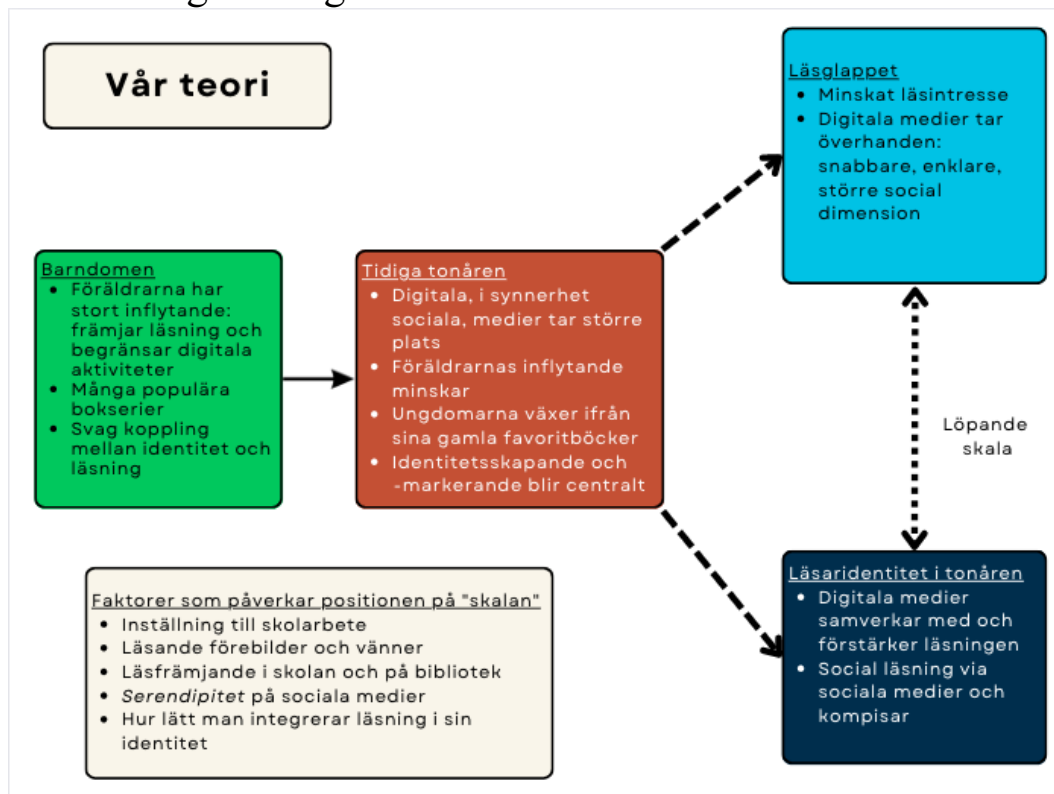 Vår teori
Läsglappet
• Minskat läsintresse
• Digitala medier tar
överhanden:
snabbare, enklare,
större social
dimension
Barndomen
• Föräldrarna har
stort inflytande:
främjar läsning och
begränsar digitala
aktiviteter
• Många populära
bokserier
• Svag koppling
mellan identitet och
läsning
Tidiga tonåren
• Digitala, i synnerhet
sociala, medier tar större
plats
• Föräldrarnas inflytande
minskar
• Ungdomarna växer ifrån
sina gamla favoritböcker
• Identitetsskapande och
-markerande blir centralt
Löpande
skala
Läsaridentitet i tonåren
• Digitala medier
samverkar med och
förstärker läsningen
• Social läsning via
sociala medier och
kompisar
Faktorer som påverkar positionen på "skalan"
• Inställning till skolarbete
• Läsande förebilder och vänner
• Läsfrämjande i skolan och på bibliotek
• Serendipitet på sociala medier
• Hur lätt man integrerar läsning i sin
identitet